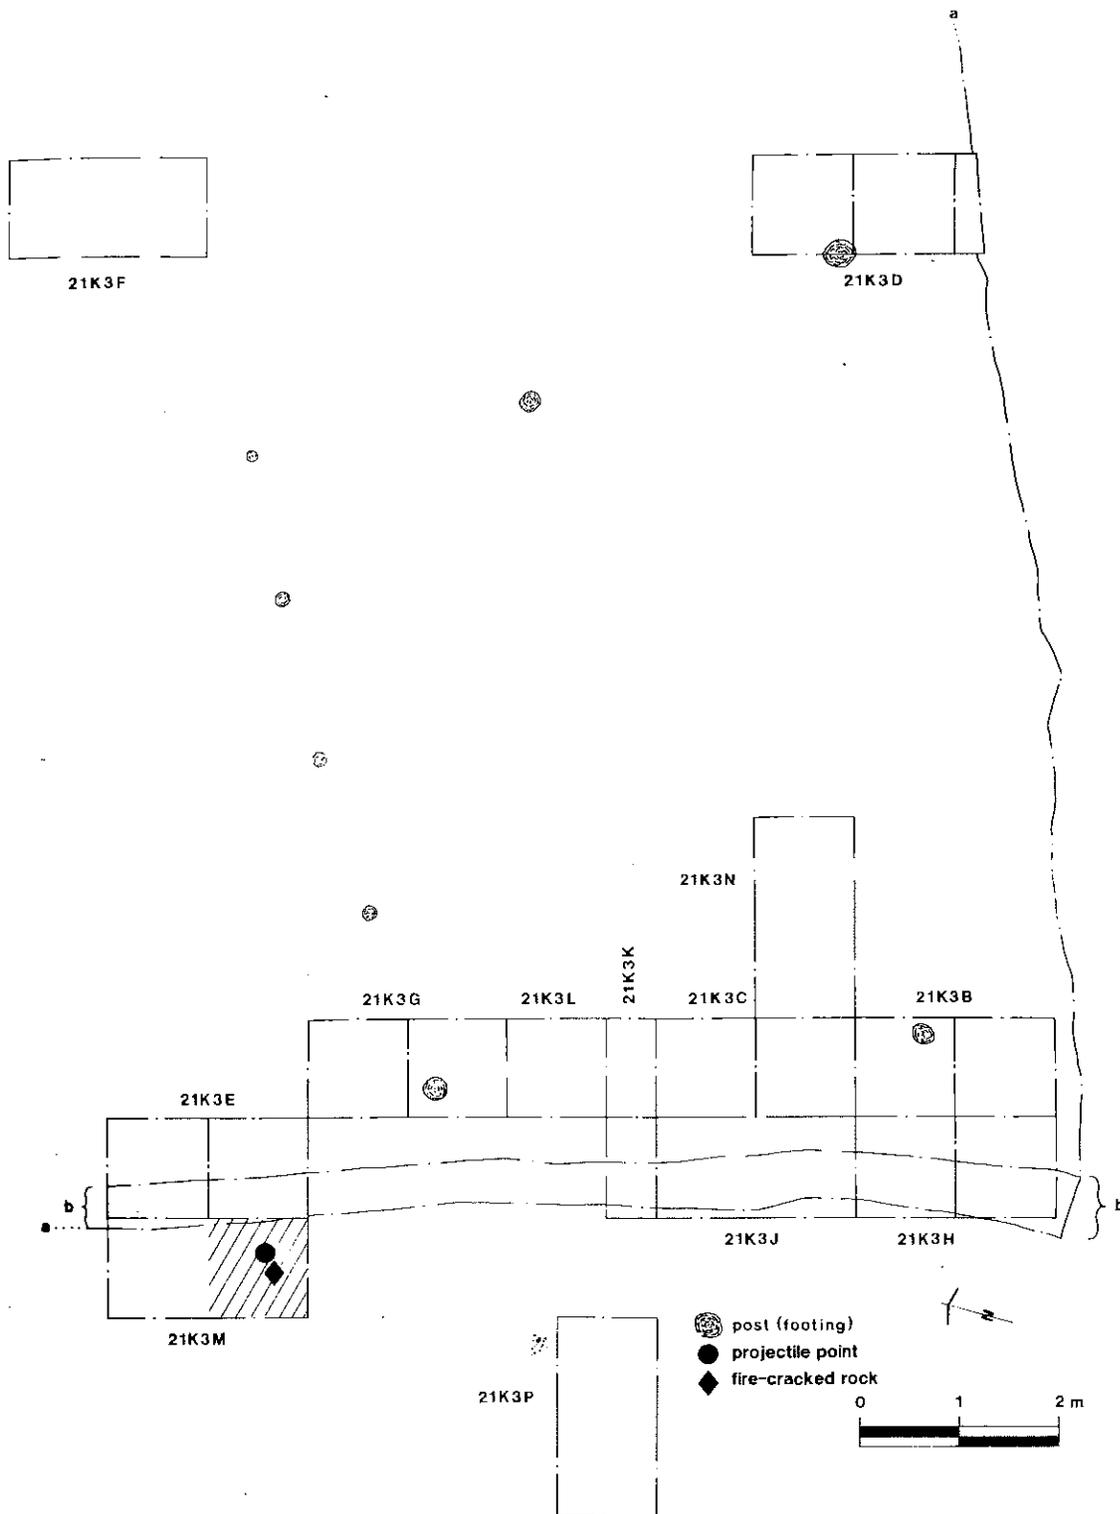 a
21K3F
21K3D
21K3N
21K3K
21K3G
21K3L
21K3C
21K3B
21K3E
b
a
b
21K3J
21K3H
N
21K3M
post (footing)
projectile point
fire-cracked rock
21K3P
0 1 2 m